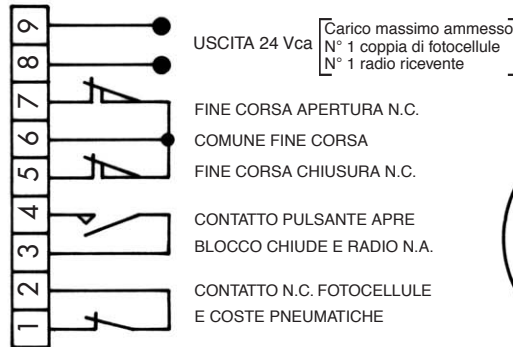 9
8
7
6
5
4
3
2
1
USCITA 24 Vca
Carico massimo ammesso
N° 1 coppia di fotocellule
N° 1 radio ricevente
FINE CORSA APERTURA N.C.
COMUNE FINE CORSA
FINE CORSA CHIUSURA N.C.
CONTATTO PULSANTE APRE
BLOCCO CHIUDE E RADIO N.A.
CONTATTO N.C. FOTOCELLULE
E COSTE PNEUMATICHE